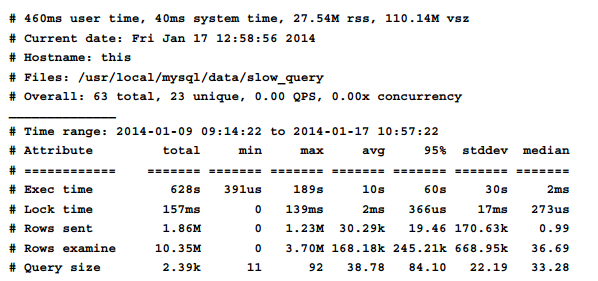 # 460ms user time, 40ms system time, 27.54M rss, 110.14M vsz
# Current date: Fri Jan 17 12:58:56 2014
# Hostname: this
# Files: /usr/local/mysql/data/slow_query
# Overall: 63 total, 23 unique, 0.00 QPS, 0.00x concurrency
_______________
# Time range: 2014-01-09 09:14:22 to 2014-01-17 10:57:22
# Attribute          total     min     max     avg     95%  stddev  median
# ============     ======= ======= ======= ======= ======= ======= =======
# Exec time           628s   391us    189s     10s     60s     30s     2ms
# Lock time          157ms       0   139ms     2ms   366us    17ms   273us
# Rows sent          1.86M       0   1.23M  30.29k   19.46 170.63k    0.99
# Rows examine      10.35M       0   3.70M 168.18k 245.21k 668.95k   36.69
# Query size         2.39k      11      92   38.78   84.10   22.19   33.28